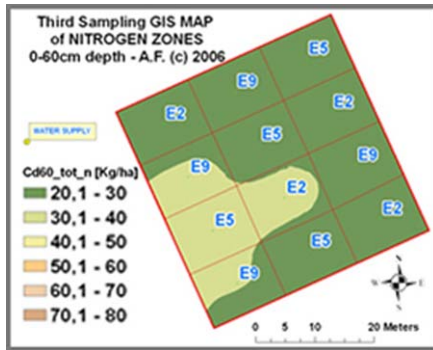 Third Sampling GIS MAP
of NITROGEN ZONES
0-60cm depth - A.F. (c) 2006
E5
E9
E2
E2
WATER SUPPLY
E5
E9
E9
Cd60_tot_n [Kg/ha]
20,1 - 30
30,1 - 40
40,1 - 50
50,1 - 60
60,1 - 70
70,1 - 80
E2
E2
E5
E5
E9
N
W E
S
0 5 10 20 Meters